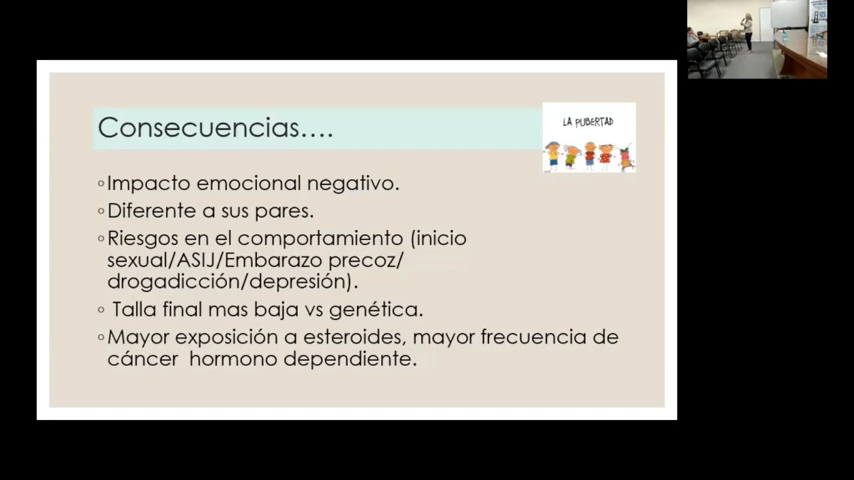 Consecuencias....
LA PUBERTAD
◦Impacto emocional negativo.
◦Diferente a sus pares.
◦Riesgos en el comportamiento (inicio
sexual/ASIJ/Embarazo precoz/
drogadicción/depresión).
◦ Talla final mas baja vs genética.
◦Mayor exposición a esteroides, mayor frecuencia de
cáncer hormono dependiente.